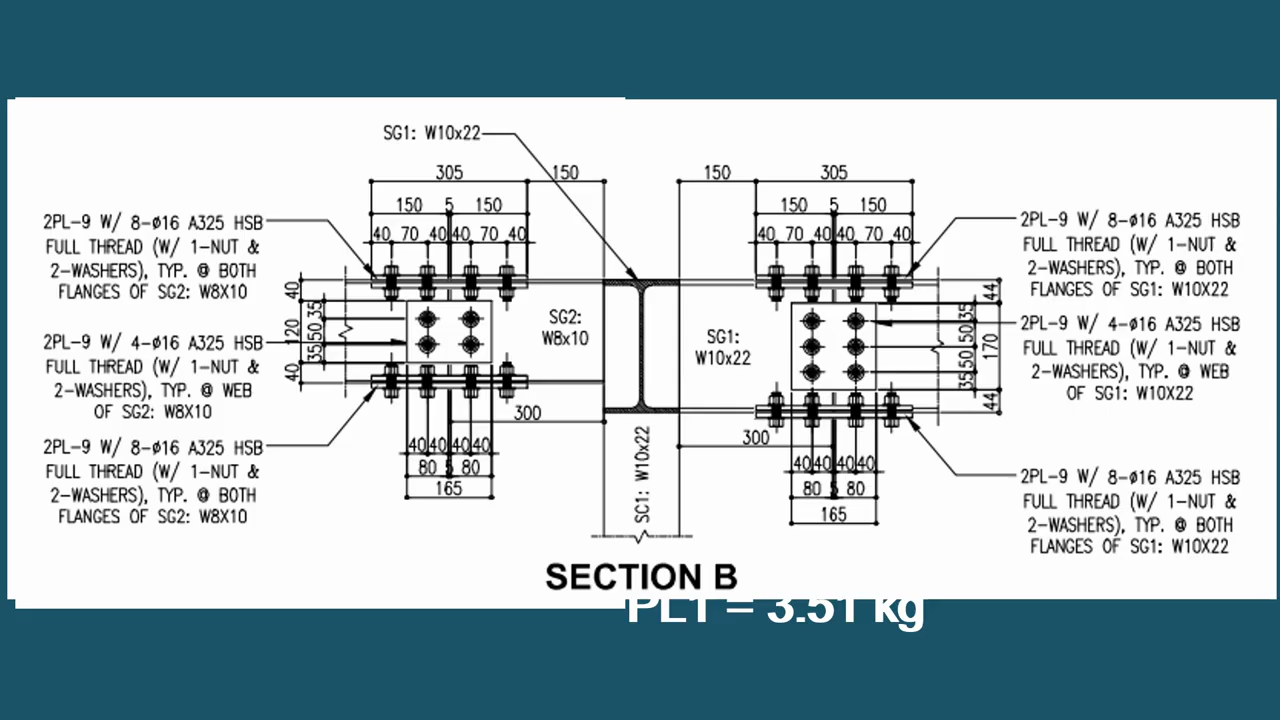 SG1: W10x22
305
150
150
305
150
5
150
150
5
150
40
70
40
40
70
40
40
70
40
40
70
40
2PL-9 W/ 8-ø16 A325 HSB
FULL THREAD (W/ 1-NUT &
2-WASHERS), TYP. @ BOTH
FLANGES OF SG2: W8X10
2PL-9 W/ 8-ø16 A325 HSB
FULL THREAD (W/ 1-NUT &
2-WASHERS), TYP. @ BOTH
FLANGES OF SG1: W10X22
40
120
40
35
50
35
44
170
44
35
50
50
35
SG2:
W8x10
SG1:
W10x22
2PL-9 W/ 4-ø16 A325 HSB
FULL THREAD (W/ 1-NUT &
2-WASHERS), TYP. @ WEB
OF SG2: W8X10
2PL-9 W/ 4-ø16 A325 HSB
FULL THREAD (W/ 1-NUT &
2-WASHERS), TYP. @ WEB
OF SG1: W10X22
300
300
40
40
40
40
80
5
80
165
40
40
40
40
80
5
80
165
SC1: W10x22
2PL-9 W/ 8-ø16 A325 HSB
FULL THREAD (W/ 1-NUT &
2-WASHERS), TYP. @ BOTH
FLANGES OF SG2: W8X10
2PL-9 W/ 8-ø16 A325 HSB
FULL THREAD (W/ 1-NUT &
2-WASHERS), TYP. @ BOTH
FLANGES OF SG1: W10X22
SECTION B
PL1 = 3.51 kg